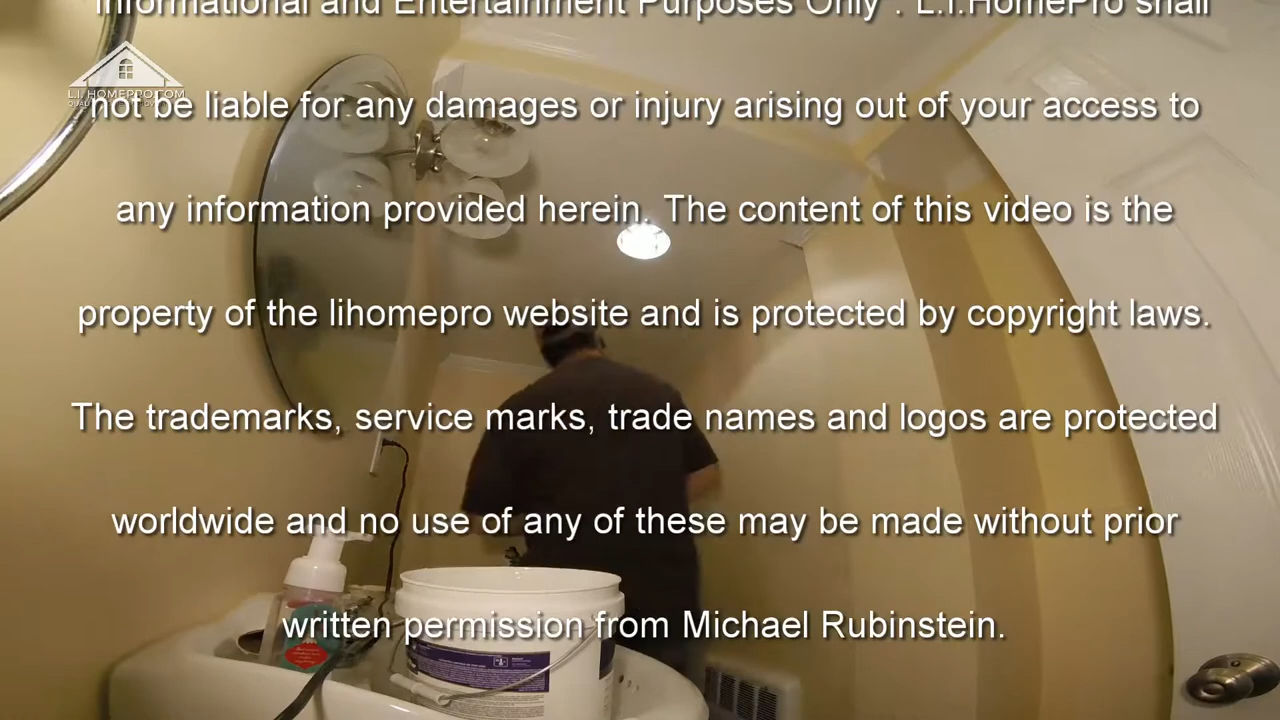 Informational and Entertainment Purposes Only". L.I.HomePro shall
L.I. HOMEPRO.COM
not be liable for any damages or injury arising out of your access to
any information provided herein. The content of this video is the
property of the lihomepro website and is protected by copyright laws.
The trademarks, service marks, trade names and logos are protected
worldwide and no use of any of these may be made without prior
written permission from Michael Rubinstein.